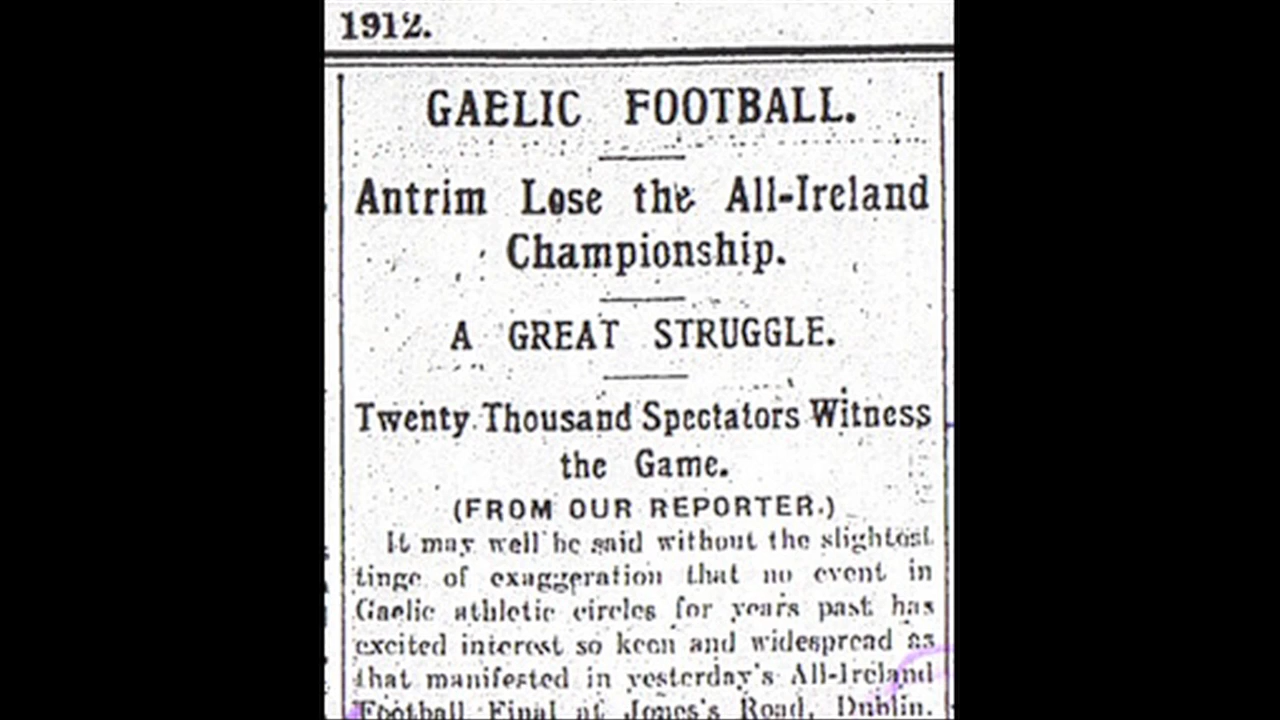 1912.
GAELIC FOOTBALL.
Antrim Lose the All-Ireland
Championship.
A GREAT STRUGGLE.
Twenty Thousand Spectators Witness
the Game.
(FROM OUR REPORTER.)
It may well be said without the slightest
tinge of exaggeration that no event in
Gaelic athletic circles for years past has
excited interest so keen and widespread as
that manifested in yesterday's All-Ireland
Football Final at Jones's Road, Dublin.